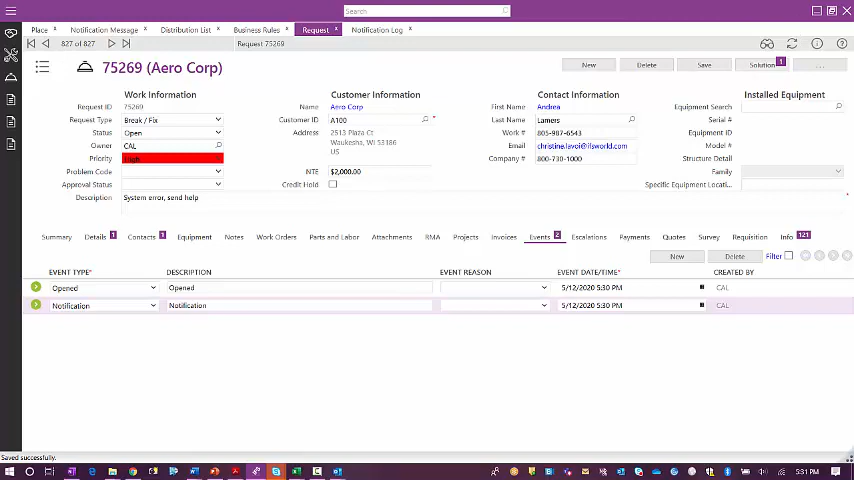 Search
Place x Notification Message x Distribution List x Business Rules x Request x Notification Log x
827 of 827 Request 75269
75269 (Aero Corp) New Delete Save Solution 1 ...
Work Information Customer Information Contact Information Installed Equipment
Request ID 75269 Name Aero Corp First Name Andrea Equipment Search
Request Type Break / Fix Customer ID A100 * Last Name Lamers Serial #
Status Open Address 2513 Plaza Ct Work # 805-987-6543 Equipment ID
Owner CAL Waukesha, WI 53186 Email christine.lavoi@ifsworld.com Model #
US
Priority High Company # 800-730-1000 Structure Detail
Problem Code NTE $2,000.00 Family
Approval Status Credit Hold Specific Equipment Locati...
Description System error, send help *
Summary Details 1 Contacts 1 Equipment Notes Work Orders Parts and Labor Attachments RMA Projects Invoices Events 2 Escalations Payments Quotes Survey Requisition Info 121
New Delete Filter
EVENT TYPE* DESCRIPTION EVENT REASON EVENT DATE/TIME* CREATED BY
Opened Opened 5/12/2020 5:30 PM CAL
Notification Notification 5/12/2020 5:30 PM CAL
Saved successfully.
5:31 PM